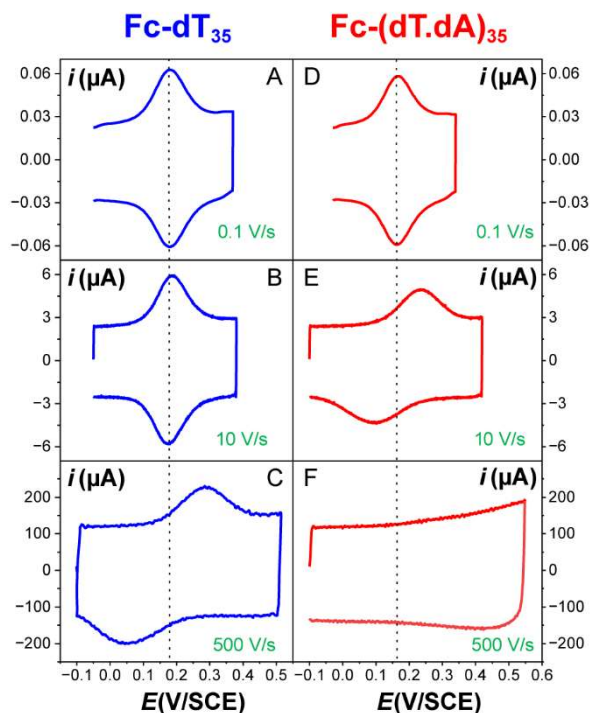 Fc-dT35 Fc-(dT.dA)35
i (µA) A D i (µA)
0.06 0.06
0.03 0.03
0.00 0.00
-0.03 -0.03
0.1 V/s 0.1 V/s
-0.06 -0.06
i (µA) B E i (µA)
6 6
3 3
0 0
-3 -3
10 V/s 10 V/s
-6 -6
i (µA) C F i (µA)
200 200
100 100
0 0
-100 -100
500 V/s 500 V/s
-200 -200
-0.1 0.0 0.1 0.2 0.3 0.4 0.5 -0.1 0.0 0.1 0.2 0.3 0.4 0.5 0.6
E(V/SCE) E(V/SCE)